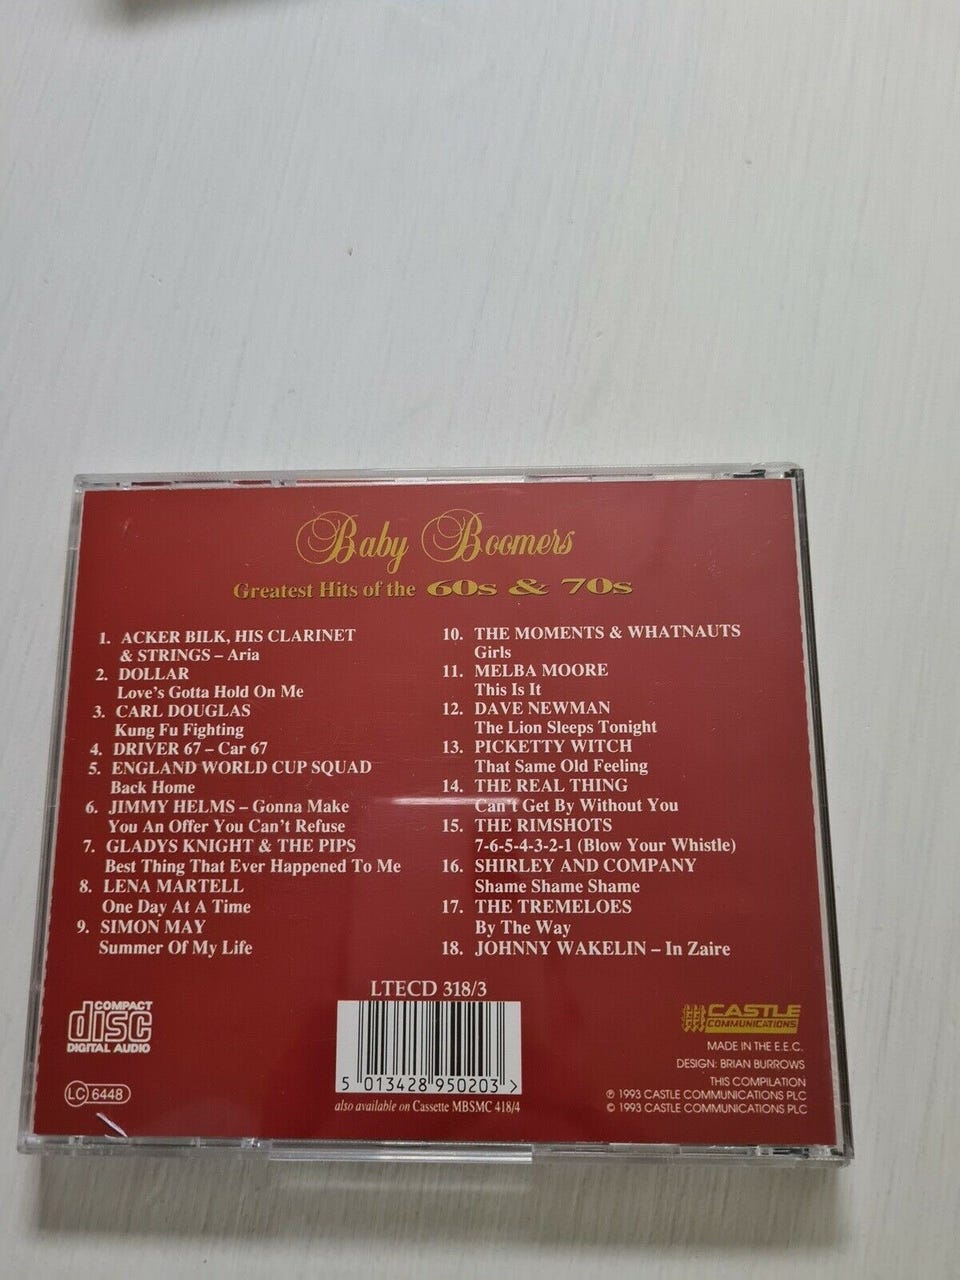 Baby Boomers
Greatest Hits of the 60s & 70s
1. ACKER BILK, HIS CLARINET
& STRINGS – Aria
2. DOLLAR
Love's Gotta Hold On Me
3. CARL DOUGLAS
Kung Fu Fighting
4. DRIVER 67 – Car 67
5. ENGLAND WORLD CUP SQUAD
Back Home
6. JIMMY HELMS – Gonna Make
You An Offer You Can't Refuse
7. GLADYS KNIGHT & THE PIPS
Best Thing That Ever Happened To Me
8. LENA MARTELL
One Day At A Time
9. SIMON MAY
Summer Of My Life
10. THE MOMENTS & WHATNAUTS
Girls
11. MELBA MOORE
This Is It
12. DAVE NEWMAN
The Lion Sleeps Tonight
13. PICKETTY WITCH
That Same Old Feeling
14. THE REAL THING
Can't Get By Without You
15. THE RIMSHOTS
7-6-5-4-3-2-1 (Blow Your Whistle)
16. SHIRLEY AND COMPANY
Shame Shame Shame
17. THE TREMELOES
By The Way
18. JOHNNY WAKELIN – In Zaire
COMPACT
disc
DIGITAL AUDIO
LC 6448
LTECD 318/3
5 013428 950203 >
also available on Cassette MBSMC 418/4
CASTLE
COMMUNICATIONS
MADE IN THE E.E.C.
DESIGN: BRIAN BURROWS
THIS COMPILATION
℗ 1993 CASTLE COMMUNICATIONS PLC
© 1993 CASTLE COMMUNICATIONS PLC